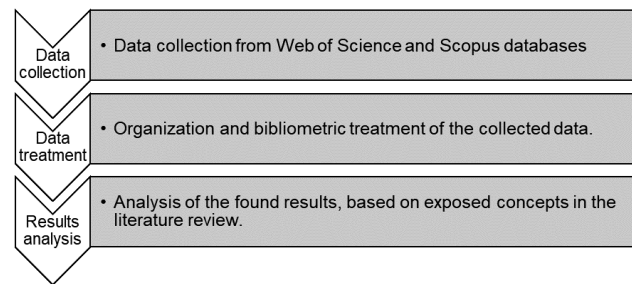 Data
collection
• Data collection from Web of Science and Scopus databases
Data
treatment
• Organization and bibliometric treatment of the collected data.
Results
analysis
• Analysis of the found results, based on exposed concepts in the
literature review.